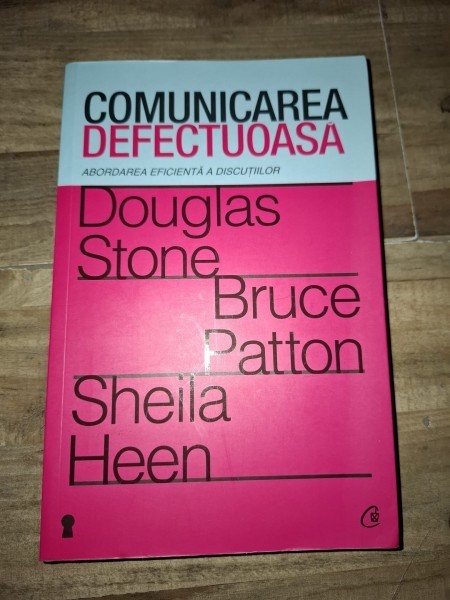 COMUNICAREA
DEFECTUOASĂ
ABORDAREA EFICIENTĂ A DISCUȚIILOR
Douglas
Stone
Bruce
Patton
Sheila
Heen